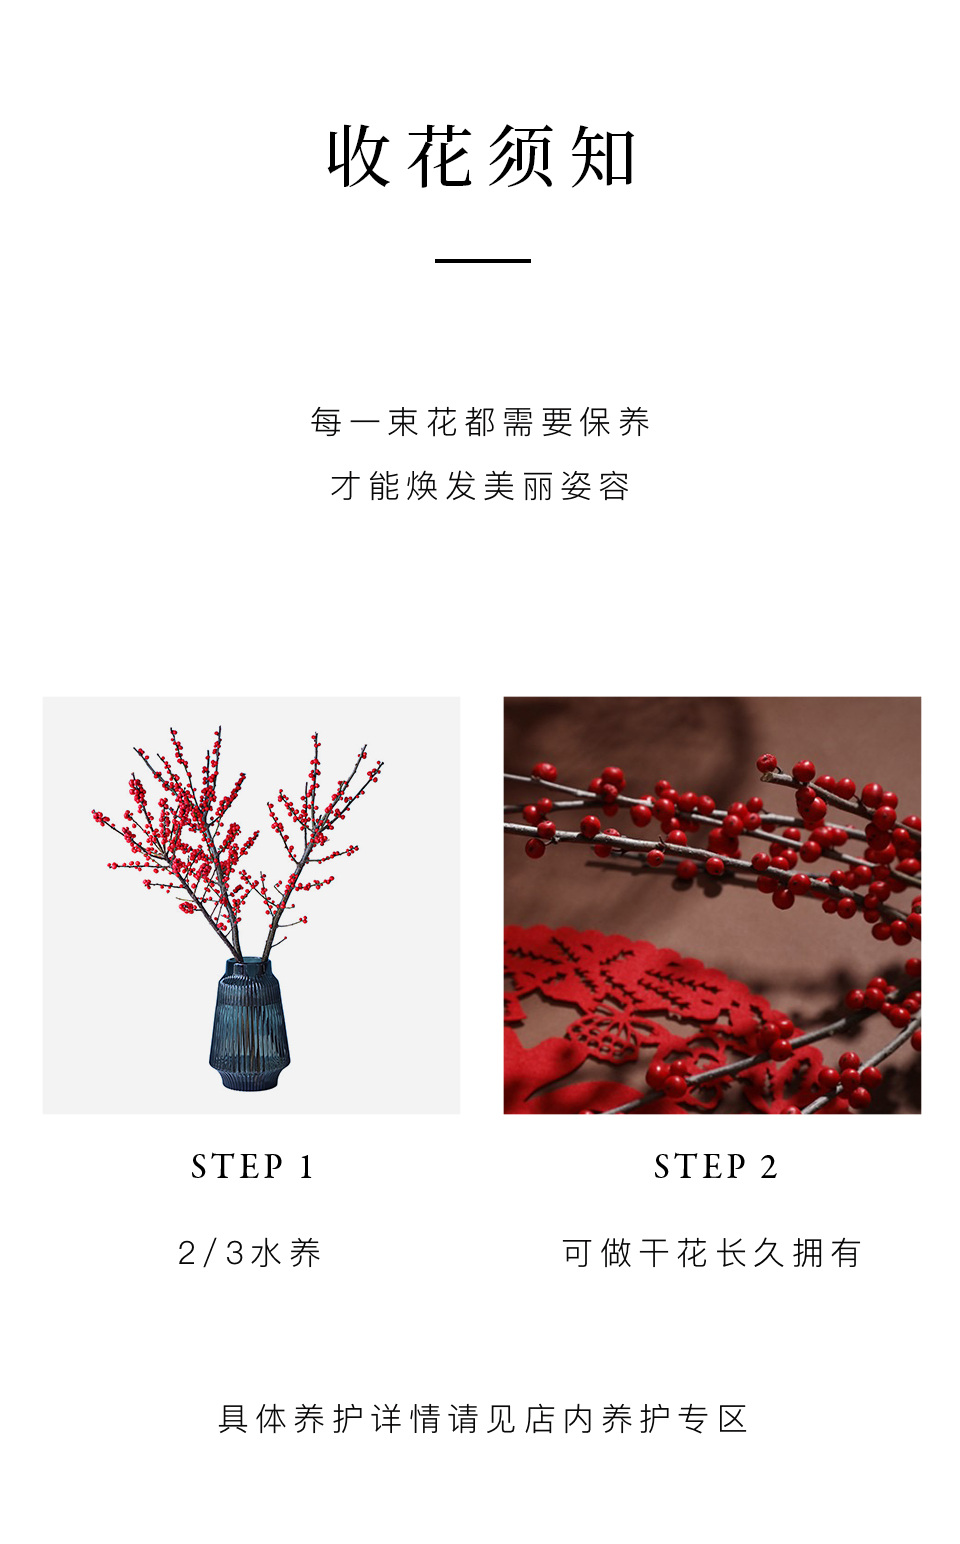 收花须知
每一束花都需要保养
才能焕发美丽姿容
STEP 1
2/3水养
STEP 2
可做干花长久拥有
具体养护详情请见店内养护专区